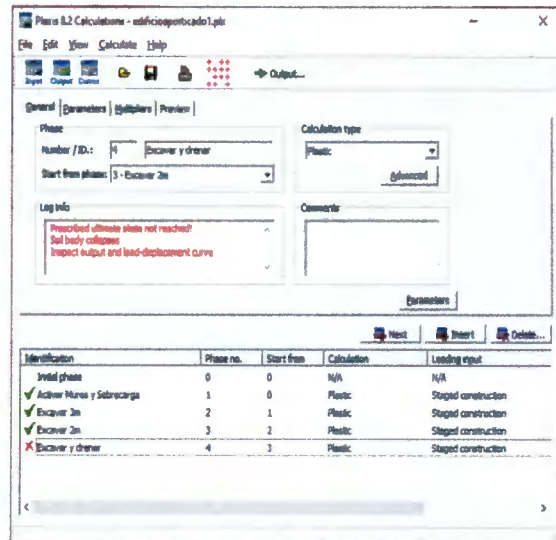 Plaxis 8.2 Calculations - edificioaporticado1.plx
File Edit View Calculate Help
Input Output Curves Output...
General Parameters Multipliers Preview
Phase
Number / ID.: 4 Excavar y drenar
Start from phase: 3 - Excavar 2m
Calculation type
Plastic
Advanced
Log info
Prescribed ultimate state not reached!
Soil body collapses
Inspect output and load-displacement curve
Comments
Parameters
Next Insert Delete...
Identification Phase no. Start from Calculation Loading input
Initial phase 0 0 N/A N/A
Activar Muros y Sobrecarga 1 0 Plastic Staged construction
Excavar 1m 2 1 Plastic Staged construction
Excavar 2m 3 2 Plastic Staged construction
Excavar y drenar 4 3 Plastic Staged construction